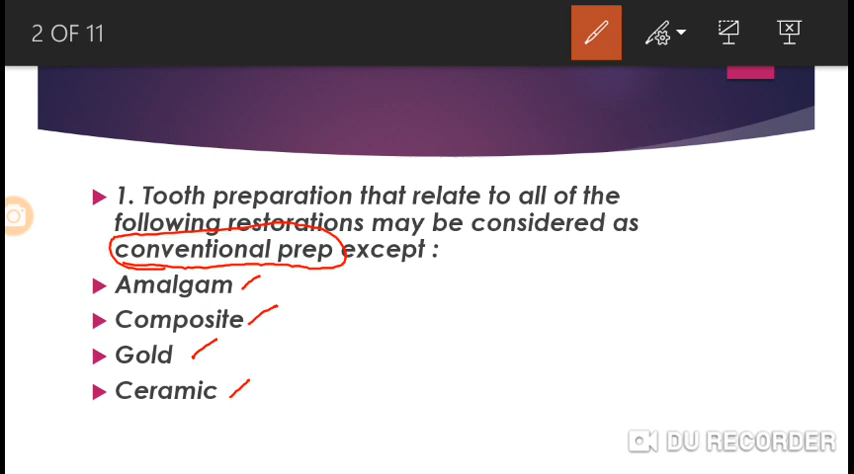 2 OF 11
1. Tooth preparation that relate to all of the
following restorations may be considered as
conventional prep except :
Amalgam
Composite
Gold
Ceramic
DU RECORDER